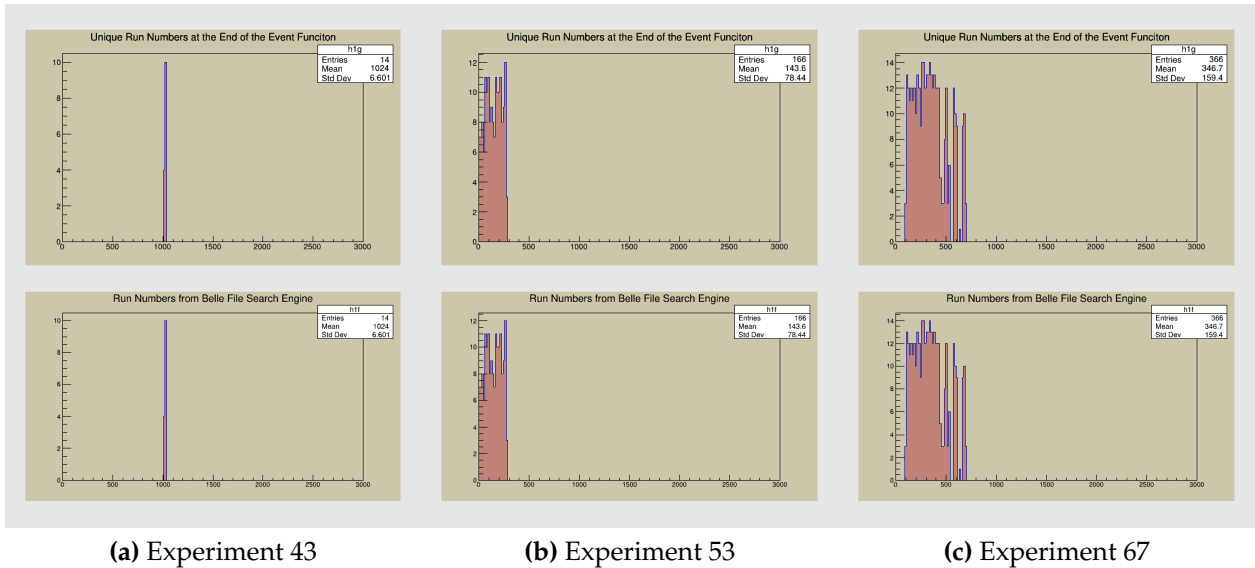 Unique Run Numbers at the End of the Event Funciton
h1g
Entries 14
Mean 1024
Std Dev 6.601
10
8
6
4
2
0
0 500 1000 1500 2000 2500 3000
Unique Run Numbers at the End of the Event Funciton
h1g
Entries 166
Mean 143.6
Std Dev 78.44
12
10
8
6
4
2
0
0 500 1000 1500 2000 2500 3000
Unique Run Numbers at the End of the Event Funciton
h1g
Entries 366
Mean 346.7
Std Dev 159.4
14
12
10
8
6
4
2
0
0 500 1000 1500 2000 2500 3000
Run Numbers from Belle File Search Engine
h1f
Entries 14
Mean 1024
Std Dev 6.601
10
8
6
4
2
0
0 500 1000 1500 2000 2500 3000
Run Numbers from Belle File Search Engine
h1f
Entries 166
Mean 143.6
Std Dev 78.44
12
10
8
6
4
2
0
0 500 1000 1500 2000 2500 3000
Run Numbers from Belle File Search Engine
h1f
Entries 366
Mean 346.7
Std Dev 159.4
14
12
10
8
6
4
2
0
0 500 1000 1500 2000 2500 3000
(a) Experiment 43
(b) Experiment 53
(c) Experiment 67